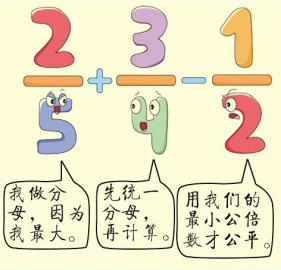 2 3 1
+ -
5 4 2
我做分
母，因为
我最大。
先统一
分母，
再计算。
用我们的
最小公倍
数才公平。